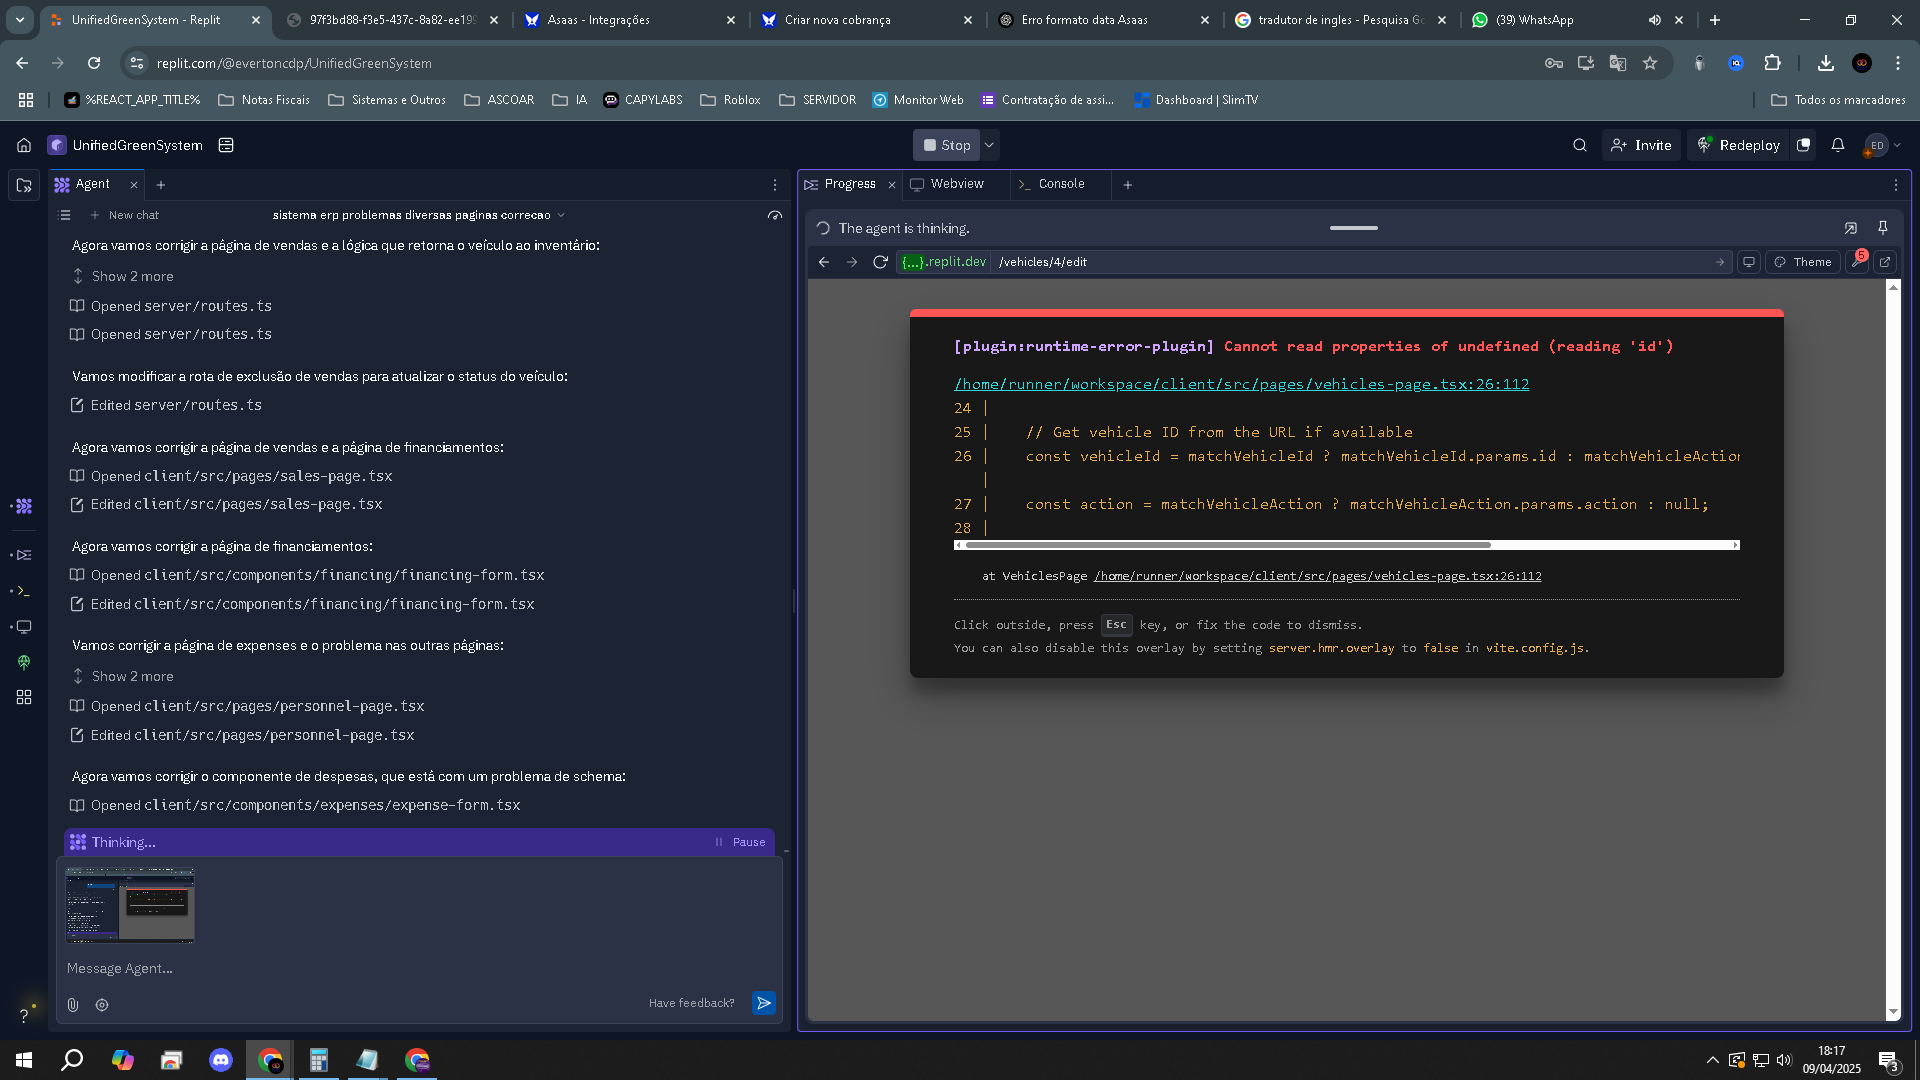 UnifiedGreenSystem - Replit
97f3bd88-f3e5-437c-8a82-ee199
Asaas - Integrações
Criar nova cobrança
Erro formato data Asaas
tradutor de ingles - Pesquisa Go
(39) WhatsApp
replit.com/@evertoncdp/UnifiedGreenSystem
%REACT_APP_TITLE%
Notas Fiscais
Sistemas e Outros
ASCOAR
IA
CAPYLABS
Roblox
SERVIDOR
Monitor Web
Contratação de assi...
Dashboard | SlimTV
Todos os marcadores
UnifiedGreenSystem
Stop
Invite
Redeploy
ED
Agent
New chat
sistema erp problemas diversas paginas correcao
Agora vamos corrigir a página de vendas e a lógica que retorna o veículo ao inventário:
Show 2 more
Opened server/routes.ts
Opened server/routes.ts
Vamos modificar a rota de exclusão de vendas para atualizar o status do veículo:
Edited server/routes.ts
Agora vamos corrigir a página de vendas e a página de financiamentos:
Opened client/src/pages/sales-page.tsx
Edited client/src/pages/sales-page.tsx
Agora vamos corrigir a página de financiamentos:
Opened client/src/components/financing/financing-form.tsx
Edited client/src/components/financing/financing-form.tsx
Vamos corrigir a página de expenses e o problema nas outras páginas:
Show 2 more
Opened client/src/pages/personnel-page.tsx
Edited client/src/pages/personnel-page.tsx
Agora vamos corrigir o componente de despesas, que está com um problema de schema:
Opened client/src/components/expenses/expense-form.tsx
Thinking...
Pause
Message Agent...
Have feedback?
Progress
Webview
Console
The agent is thinking.
{...}.replit.dev
/vehicles/4/edit
Theme
5
[plugin:runtime-error-plugin] Cannot read properties of undefined (reading 'id')
/home/runner/workspace/client/src/pages/vehicles-page.tsx:26:112
24 |
25 | // Get vehicle ID from the URL if available
26 | const vehicleId = matchVehicleId ? matchVehicleId.params.id : matchVehicleAction
|
27 | const action = matchVehicleAction ? matchVehicleAction.params.action : null;
28 |
at VehiclesPage /home/runner/workspace/client/src/pages/vehicles-page.tsx:26:112
Click outside, press Esc key, or fix the code to dismiss.
You can also disable this overlay by setting server.hmr.overlay to false in vite.config.js.
?
18:17
09/04/2025
3